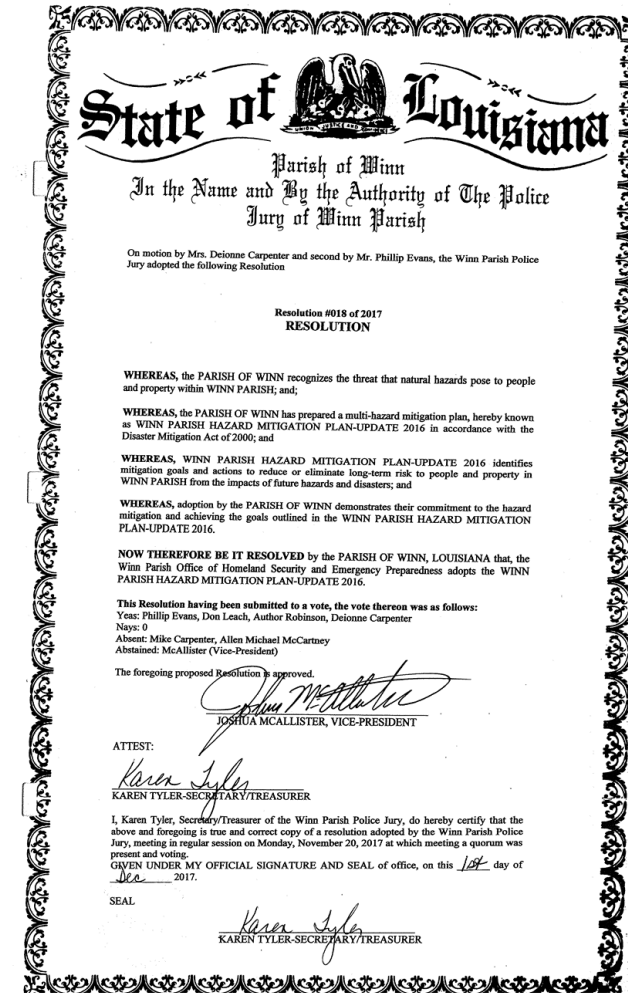 State of Louisiana
UNION JUSTICE AND
Parish of Winn
In the Name and By the Authority of The Police
Jury of Winn Parish
On motion by Mrs. Deionne Carpenter and second by Mr. Phillip Evans, the Winn Parish Police
Jury adopted the following Resolution
Resolution #018 of 2017
RESOLUTION
WHEREAS, the PARISH OF WINN recognizes the threat that natural hazards pose to people
and property within WINN PARISH; and;
WHEREAS, the PARISH OF WINN has prepared a multi-hazard mitigation plan, hereby known
as WINN PARISH HAZARD MITIGATION PLAN-UPDATE 2016 in accordance with the
Disaster Mitigation Act of 2000; and
WHEREAS, WINN PARISH HAZARD MITIGATION PLAN-UPDATE 2016 identifies
mitigation goals and actions to reduce or eliminate long-term risk to people and property in
WINN PARISH from the impacts of future hazards and disasters; and
WHEREAS, adoption by the PARISH OF WINN demonstrates their commitment to the hazard
mitigation and achieving the goals outlined in the WINN PARISH HAZARD MITIGATION
PLAN-UPDATE 2016.
NOW THEREFORE BE IT RESOLVED by the PARISH OF WINN, LOUISIANA that, the
Winn Parish Office of Homeland Security and Emergency Preparedness adopts the WINN
PARISH HAZARD MITIGATION PLAN-UPDATE 2016.
This Resolution having been submitted to a vote, the vote thereon was as follows:
Yeas: Phillip Evans, Don Leach, Author Robinson, Deionne Carpenter
Nays: 0
Absent: Mike Carpenter, Allen Michael McCartney
Abstained: McAllister (Vice-President)
The foregoing proposed Resolution is approved.
Joshua McAllister
JOSHUA MCALLISTER, VICE-PRESIDENT
ATTEST:
Karen Tyler
KAREN TYLER-SECRETARY/TREASURER
I, Karen Tyler, Secretary/Treasurer of the Winn Parish Police Jury, do hereby certify that the
above and foregoing is true and correct copy of a resolution adopted by the Winn Parish Police
Jury, meeting in regular session on Monday, November 20, 2017 at which meeting a quorum was
present and voting.
GIVEN UNDER MY OFFICIAL SIGNATURE AND SEAL of office, on this 1st day of
Dec 2017.
SEAL
Karen Tyler
KAREN TYLER-SECRETARY/TREASURER